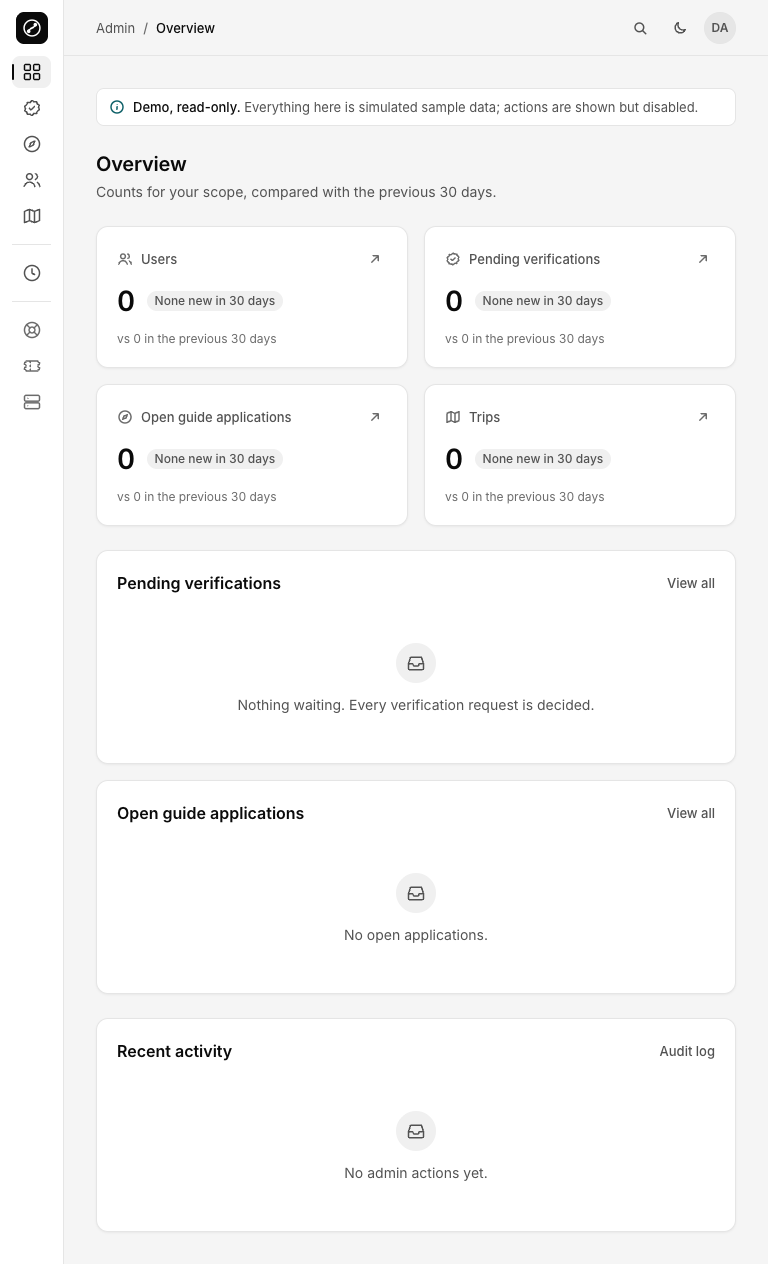 Admin / Overview
DA
Demo, read-only. Everything here is simulated sample data; actions are shown but disabled.
Overview
Counts for your scope, compared with the previous 30 days.
Users
0 None new in 30 days
vs 0 in the previous 30 days
Pending verifications
0 None new in 30 days
vs 0 in the previous 30 days
Open guide applications
0 None new in 30 days
vs 0 in the previous 30 days
Trips
0 None new in 30 days
vs 0 in the previous 30 days
Pending verifications
View all
Nothing waiting. Every verification request is decided.
Open guide applications
View all
No open applications.
Recent activity
Audit log
No admin actions yet.